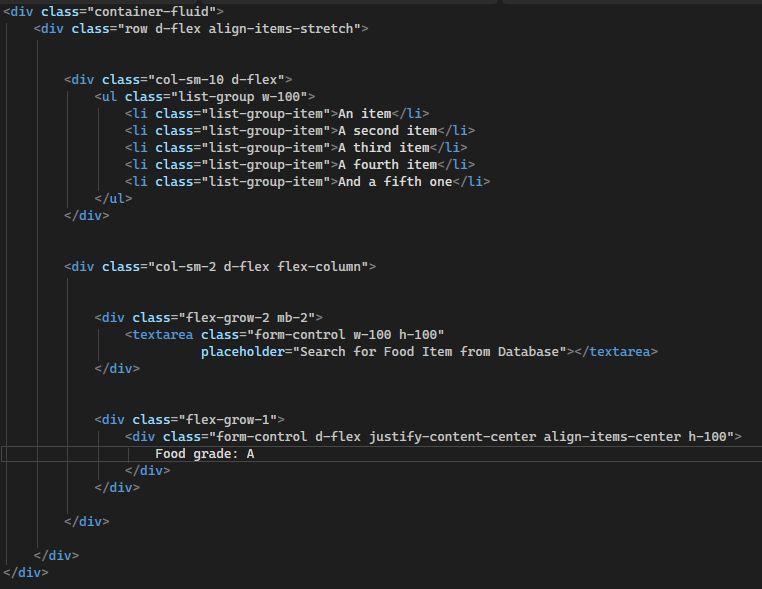 <div class="container-fluid">
<div class="row d-flex align-items-stretch">
<div class="col-sm-10 d-flex">
<ul class="list-group w-100">
<li class="list-group-item">An item</li>
<li class="list-group-item">A second item</li>
<li class="list-group-item">A third item</li>
<li class="list-group-item">A fourth item</li>
<li class="list-group-item">And a fifth one</li>
</ul>
</div>
<div class="col-sm-2 d-flex flex-column">
<div class="flex-grow-2 mb-2">
<textarea class="form-control w-100 h-100"
placeholder="Search for Food Item from Database"></textarea>
</div>
<div class="flex-grow-1">
<div class="form-control d-flex justify-content-center align-items-center h-100">
Food grade: A
</div>
</div>
</div>
</div>
</div>